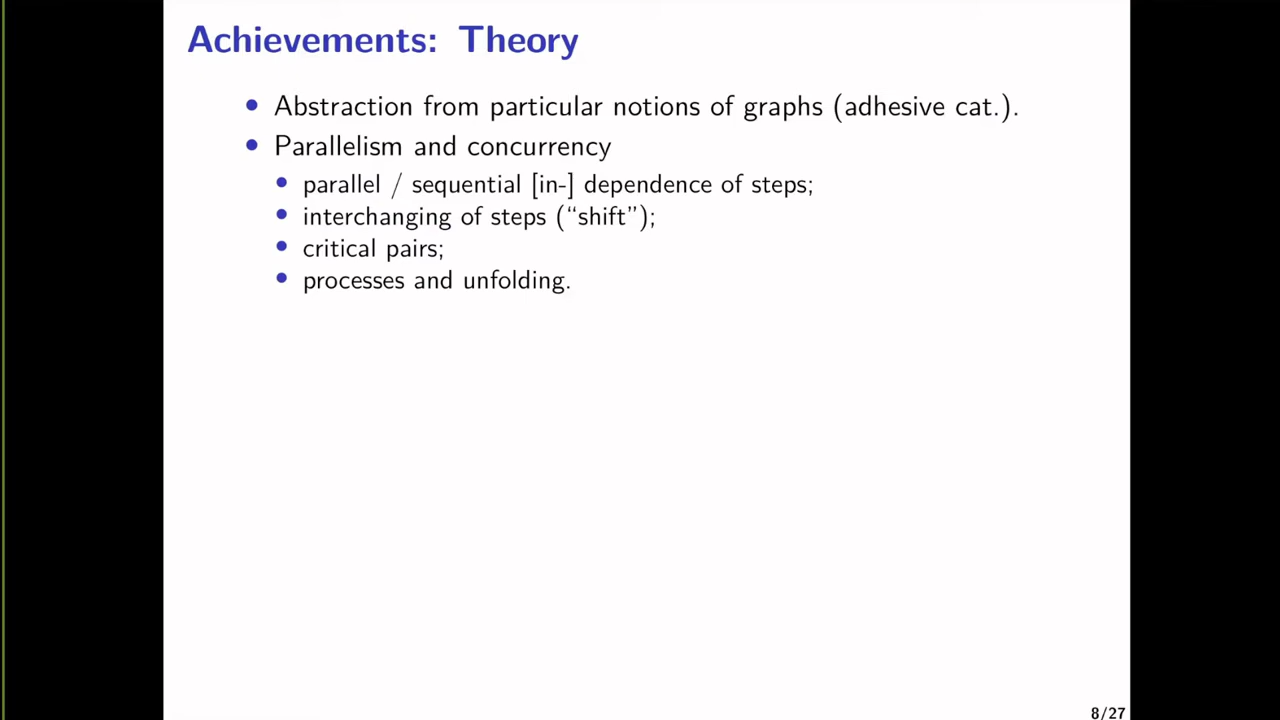 Achievements: Theory
• Abstraction from particular notions of graphs (adhesive cat.).
• Parallelism and concurrency
• parallel / sequential [in-] dependence of steps;
• interchanging of steps (“shift”);
• critical pairs;
• processes and unfolding.
8/27